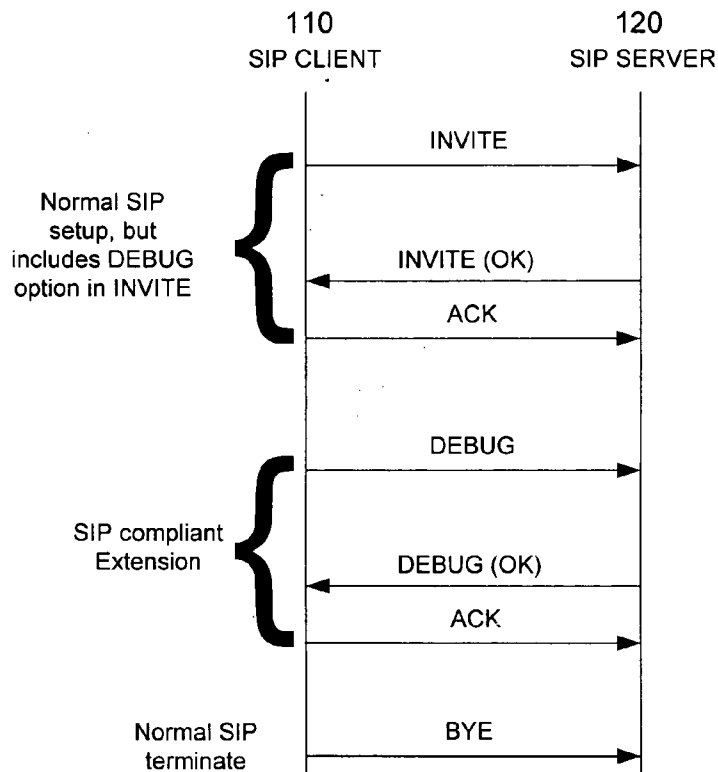 110
SIP CLIENT
120
SIP SERVER
INVITE
Normal SIP
setup, but
includes DEBUG
option in INVITE
INVITE (OK)
ACK
DEBUG
SIP compliant
Extension
DEBUG (OK)
ACK
Normal SIP
terminate
BYE